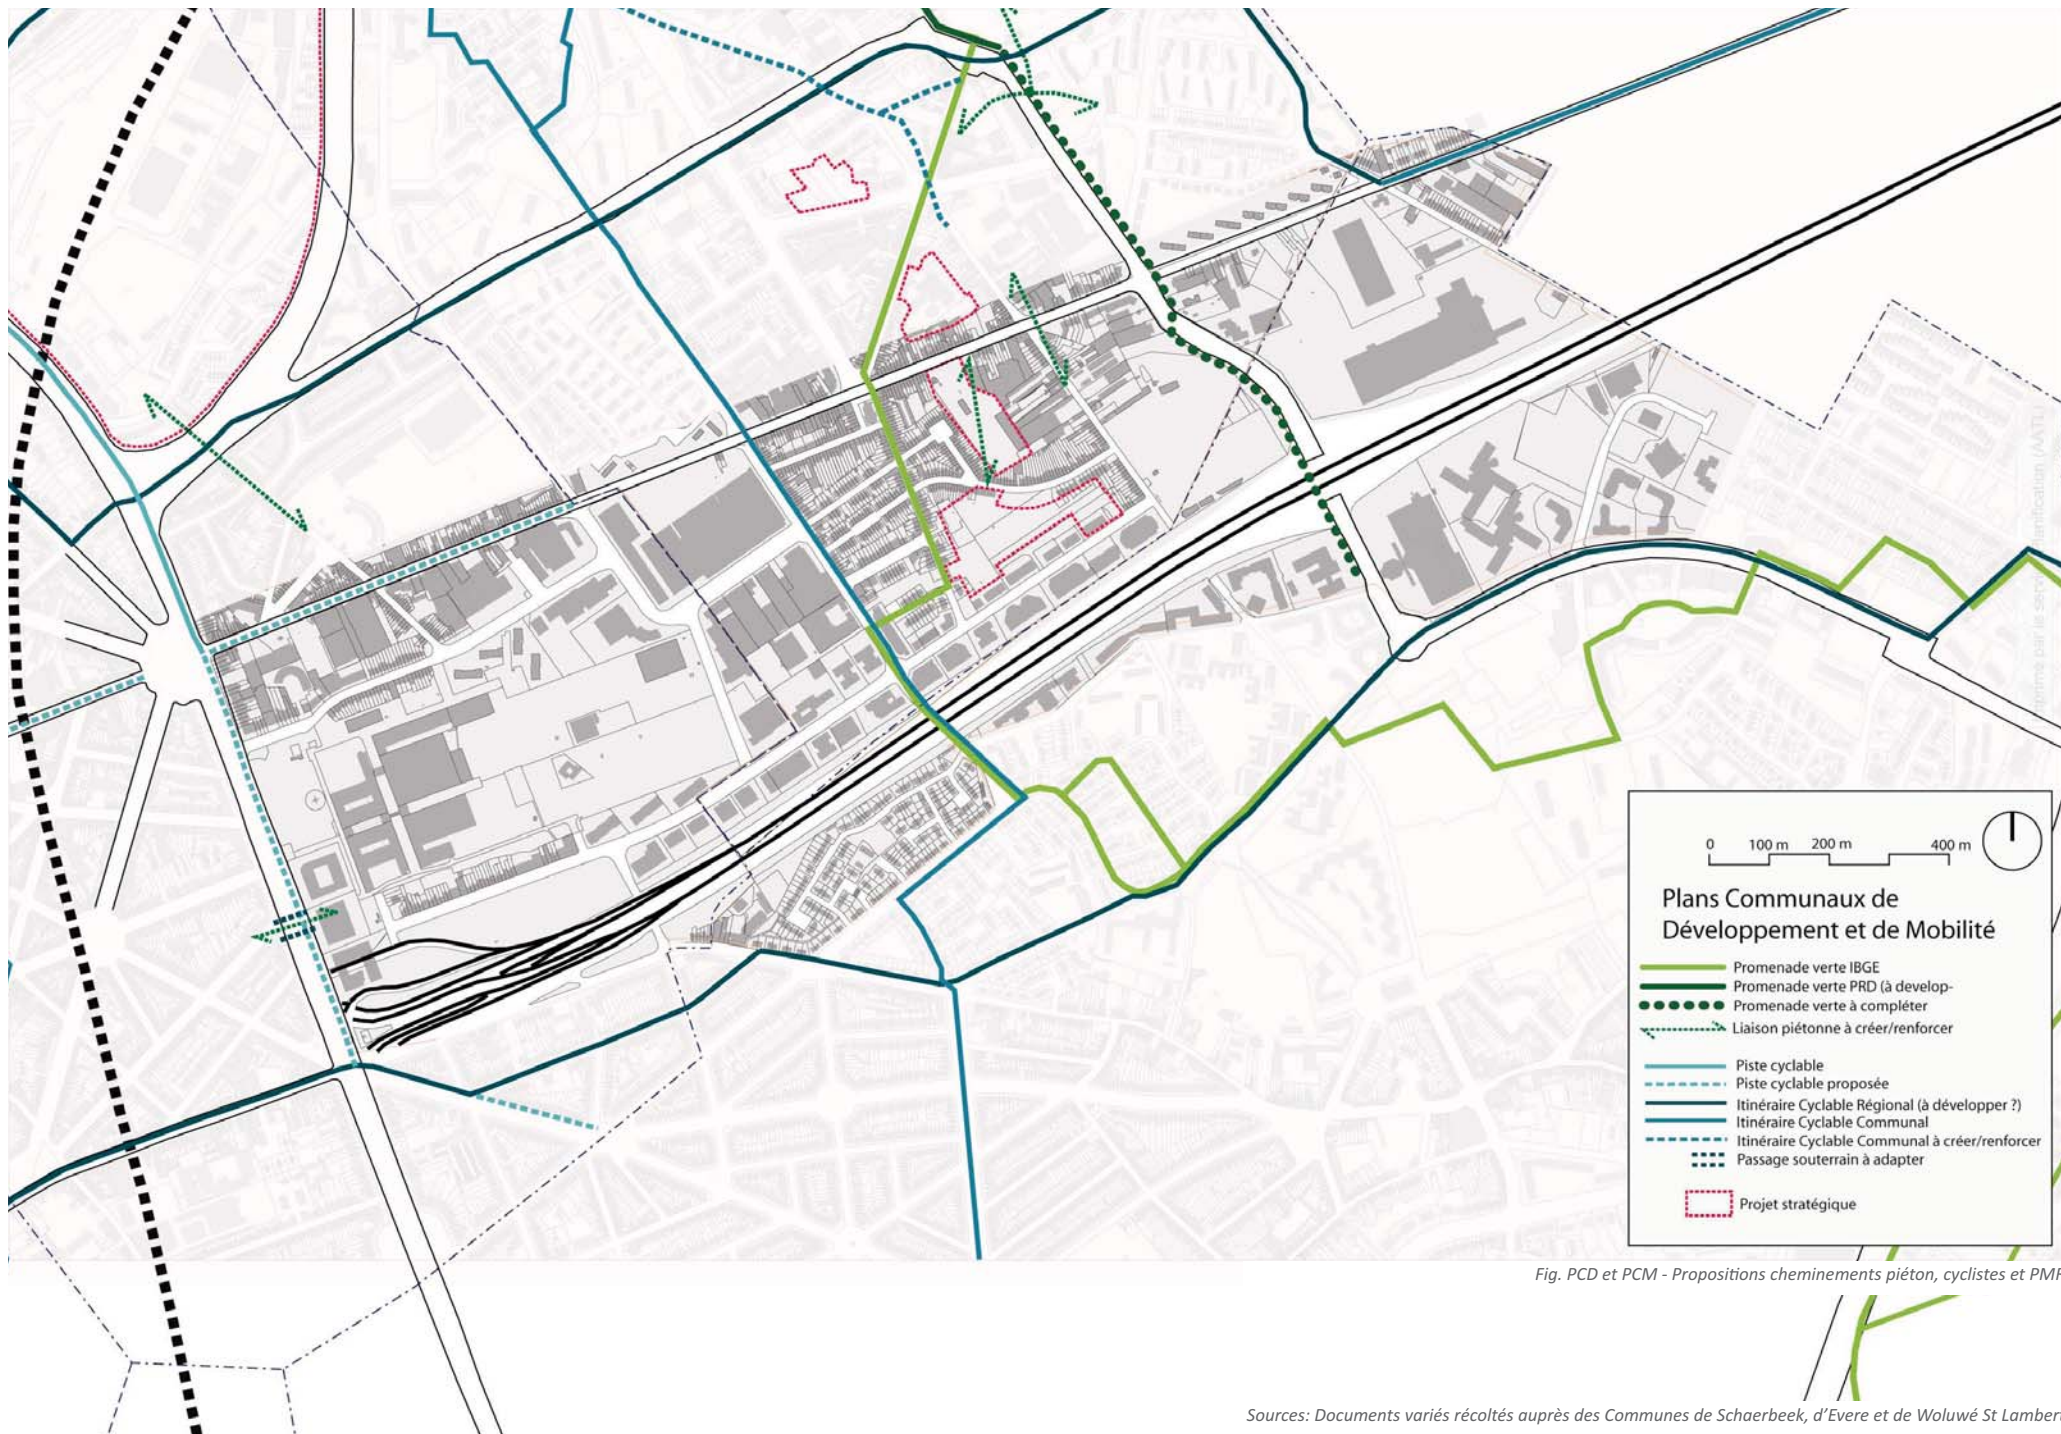 0 100 m 200 m 400 m
Plans Communaux de
Développement et de Mobilité
Promenade verte IBGE
Promenade verte PRD (à develop-
Promenade verte à compléter
Liaison piétonne à créer/renforcer
Piste cyclable
Piste cyclable proposée
Itinéraire Cyclable Régional (à développer ?)
Itinéraire Cyclable Communal
Itinéraire Cyclable Communal à créer/renforcer
Passage souterrain à adapter
Projet stratégique
Fig. PCD et PCM - Propositions cheminements piéton, cyclistes et PMR
Sources: Documents variés récoltés auprès des Communes de Schaerbeek, d'Evere et de Woluwé St Lambert